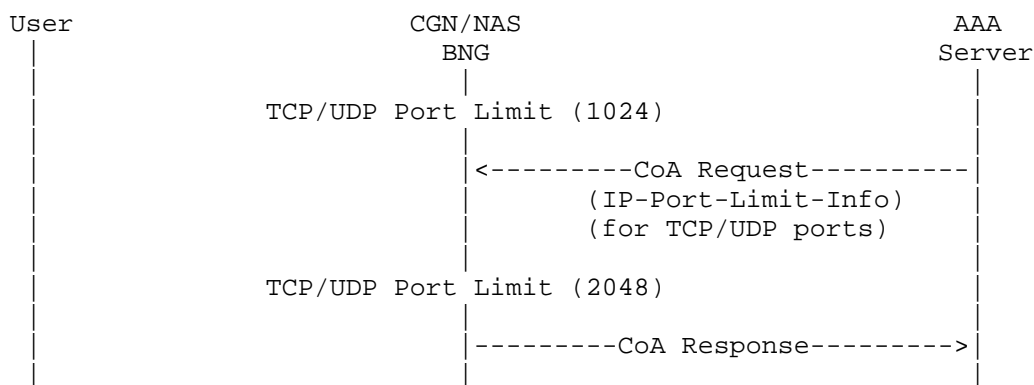 User CGN/NAS AAA
BNG Server
TCP/UDP Port Limit (1024)
<---------CoA Request----------
(IP-Port-Limit-Info)
(for TCP/UDP ports)
TCP/UDP Port Limit (2048)
---------CoA Response--------->